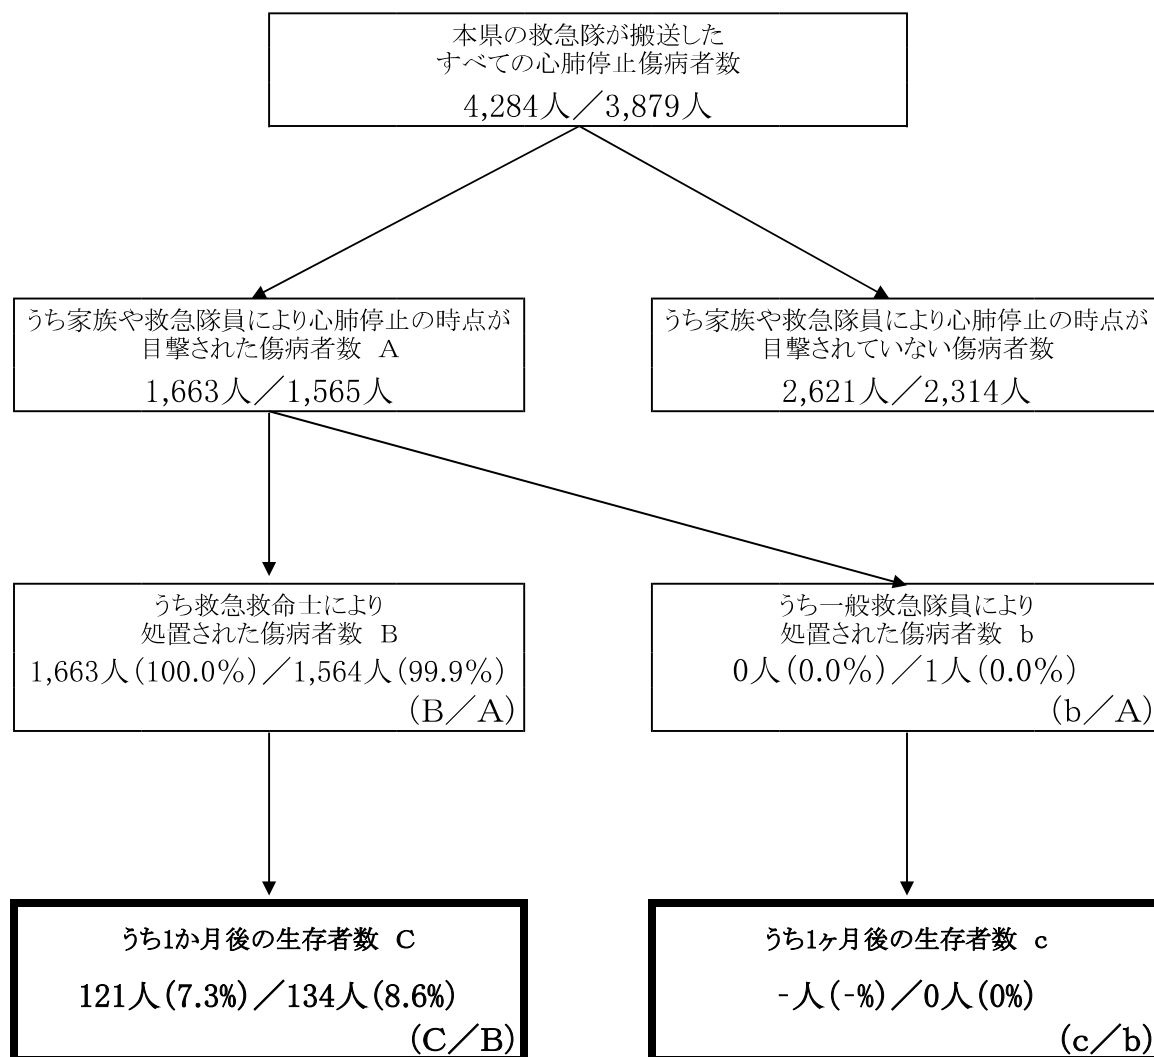 本県の救急隊が搬送した
すべての心肺停止傷病者数
4,284人／3,879人
うち家族や救急隊員により心肺停止の時点が
目撃された傷病者数 A
1,663人／1,565人
うち家族や救急隊員により心肺停止の時点が
目撃されていない傷病者数
2,621人／2,314人
うち救急救命士により
処置された傷病者数 B
1,663人(100.0%)／1,564人(99.9%)
(B／A)
うち一般救急隊員により
処置された傷病者数 b
0人(0.0%)／1人(0.0%)
(b／A)
うち1か月後の生存者数 C
121人(7.3%)／134人(8.6%)
(C／B)
うち1ヶ月後の生存者数 c
-人(-%)／0人(0%)
(c／b)